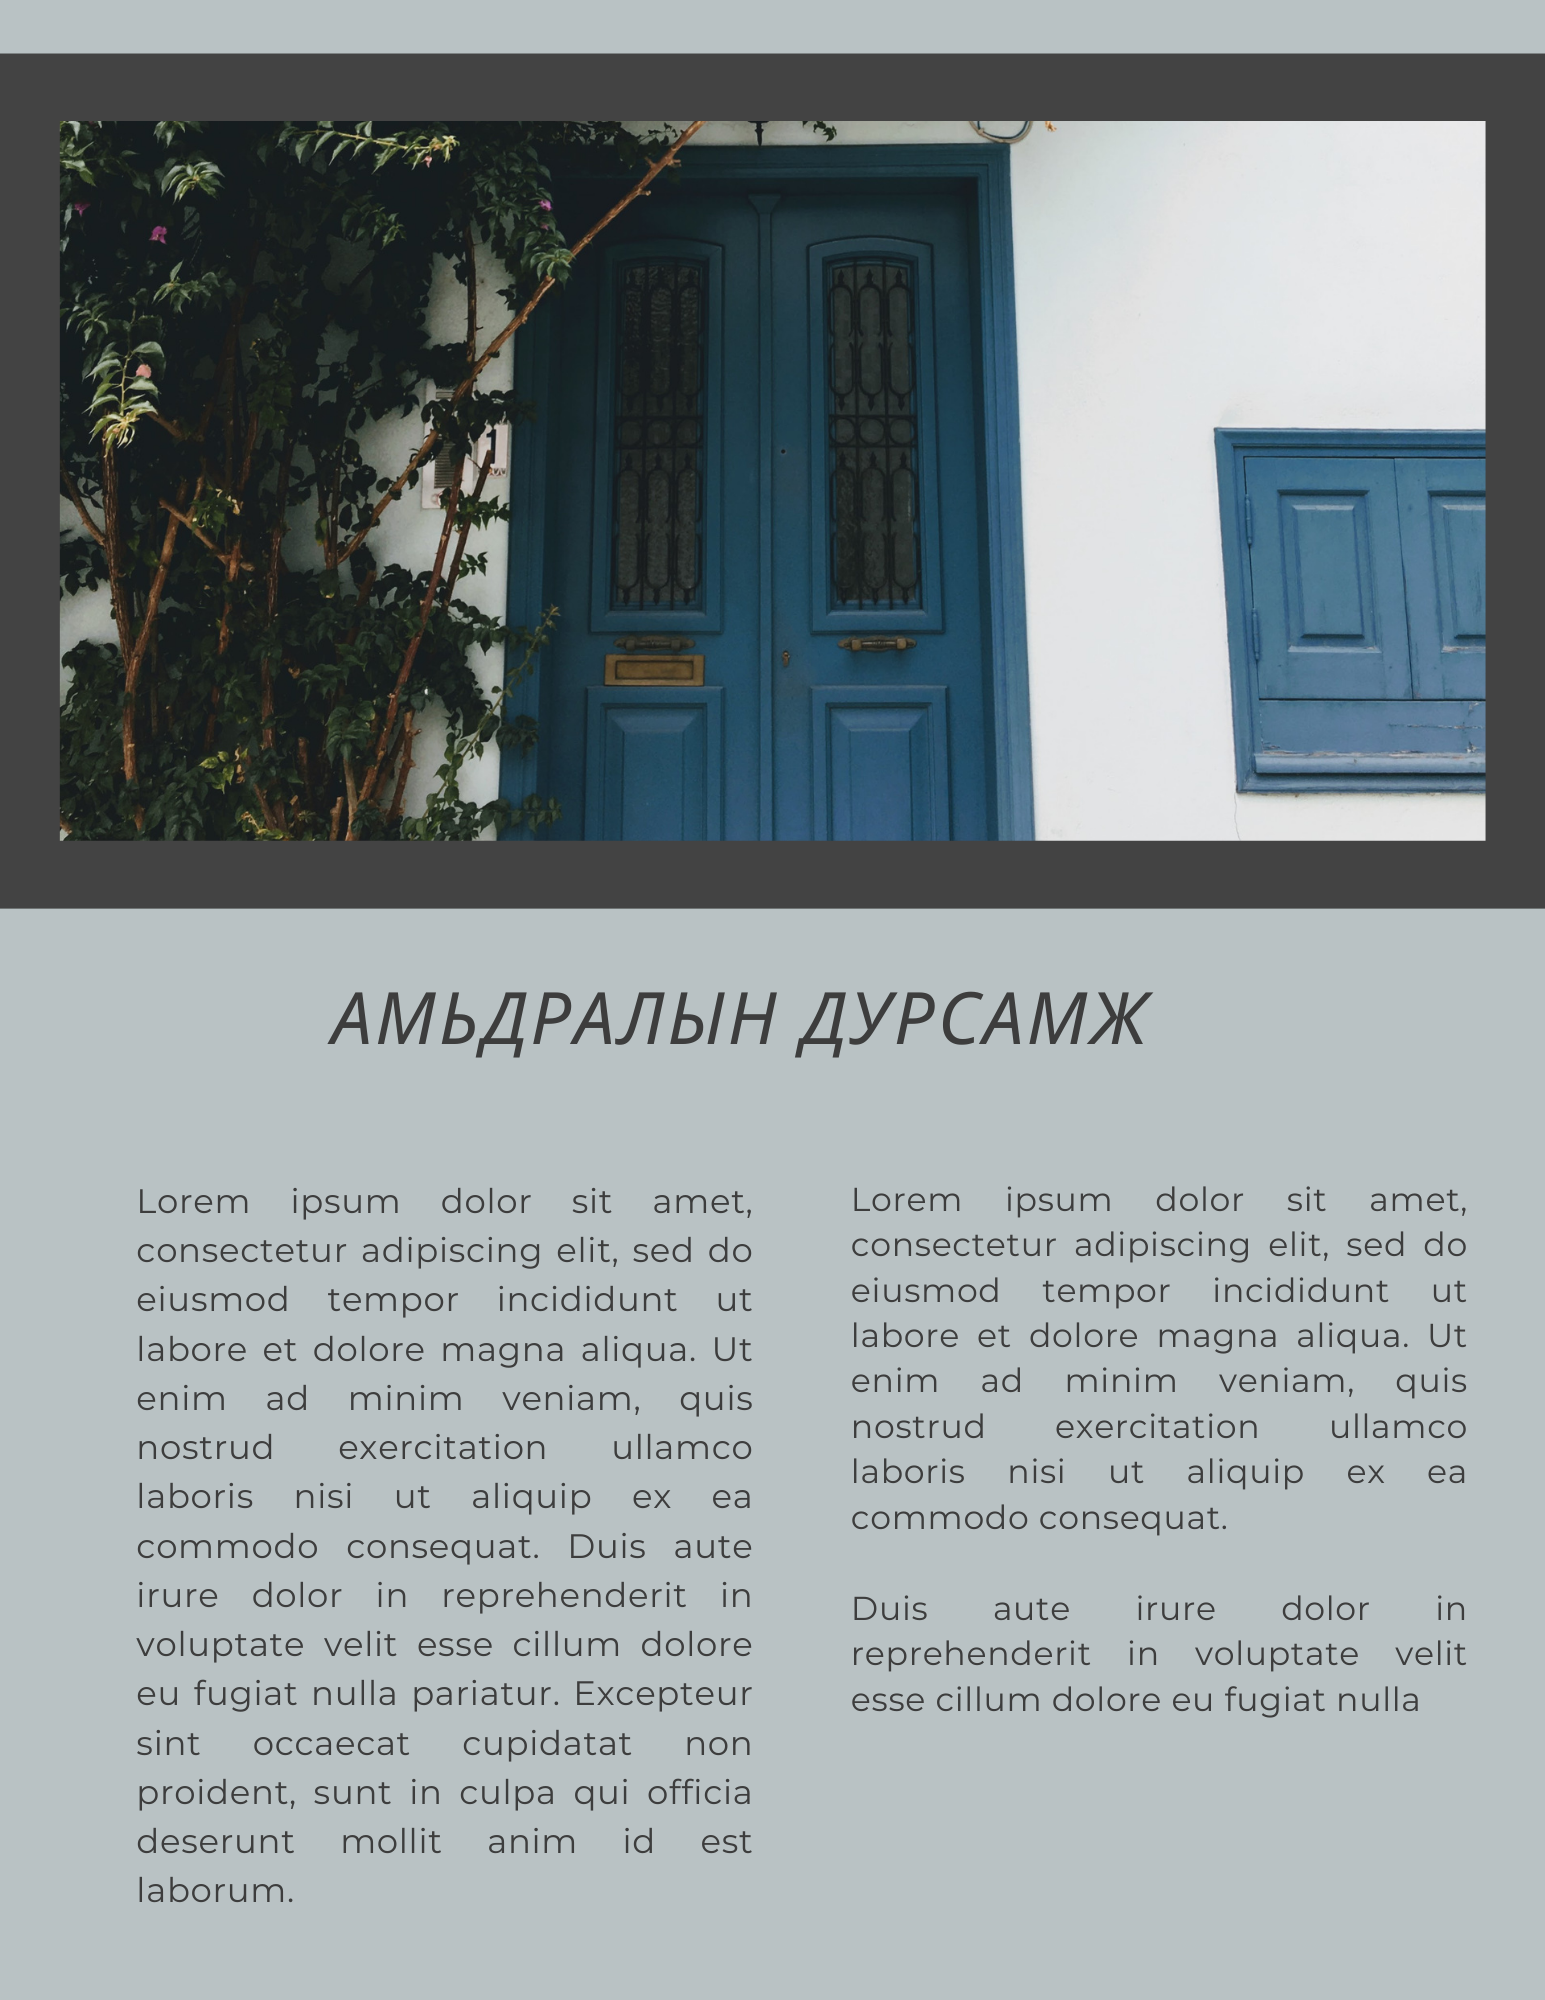 1
АМЬДРАЛЫН ДУРСАМЖ
Lorem ipsum dolor sit amet,
consectetur adipiscing elit, sed do
eiusmod tempor incididunt ut
labore et dolore magna aliqua. Ut
enim ad minim veniam, quis
nostrud exercitation ullamco
laboris nisi ut aliquip ex ea
commodo consequat. Duis aute
irure dolor in reprehenderit in
voluptate velit esse cillum dolore
eu fugiat nulla pariatur. Excepteur
sint occaecat cupidatat non
proident, sunt in culpa qui officia
deserunt mollit anim id est
laborum.
Lorem ipsum dolor sit amet,
consectetur adipiscing elit, sed do
eiusmod tempor incididunt ut
labore et dolore magna aliqua. Ut
enim ad minim veniam, quis
nostrud exercitation ullamco
laboris nisi ut aliquip ex ea
commodo consequat.
Duis aute irure dolor in
reprehenderit in voluptate velit
esse cillum dolore eu fugiat nulla